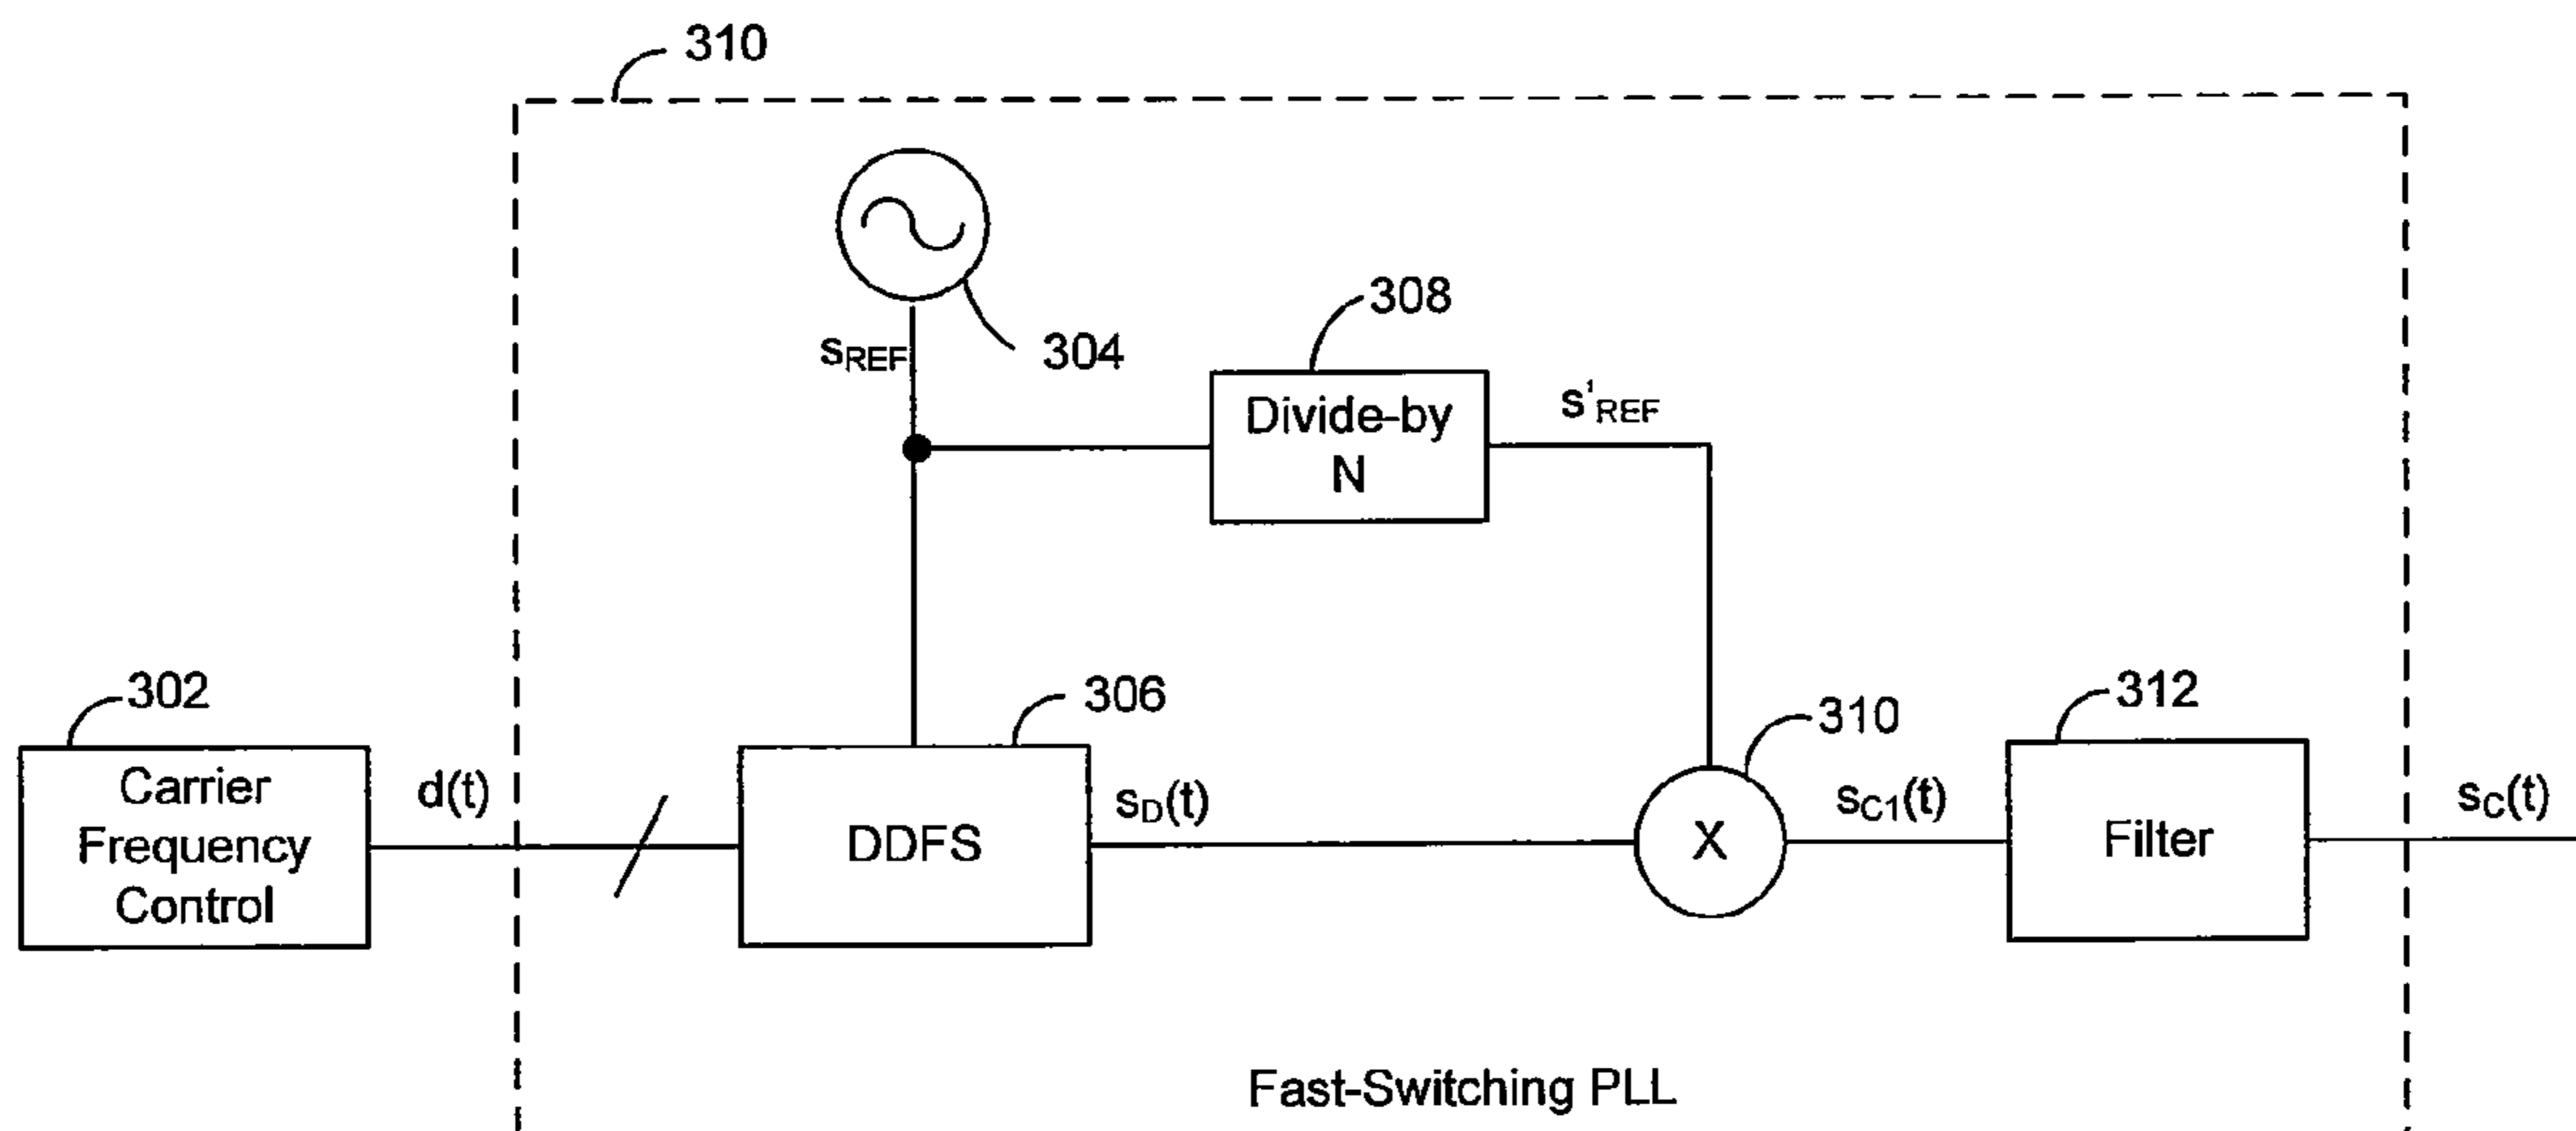 310
304
sREF
308
Divide-by
N
s'REF
302
Carrier
Frequency
Control
d(t)
306
DDFS
sD(t)
310
X
sC1(t)
312
Filter
sC(t)
Fast-Switching PLL